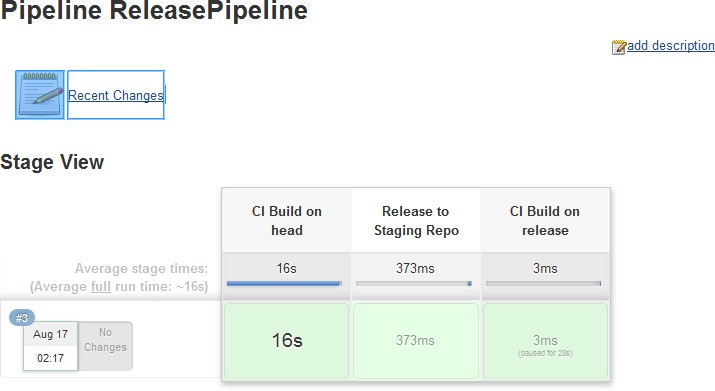 Pipeline ReleasePipeline
add description
Recent Changes
Stage View
CI Build on
head
Release to
Staging Repo
CI Build on
release
Average stage times:
16s
373ms
3ms
(Average full run time: ~16s)
#3
Aug 17
02:17
No
Changes
16s
373ms
3ms
(paused for 28s)